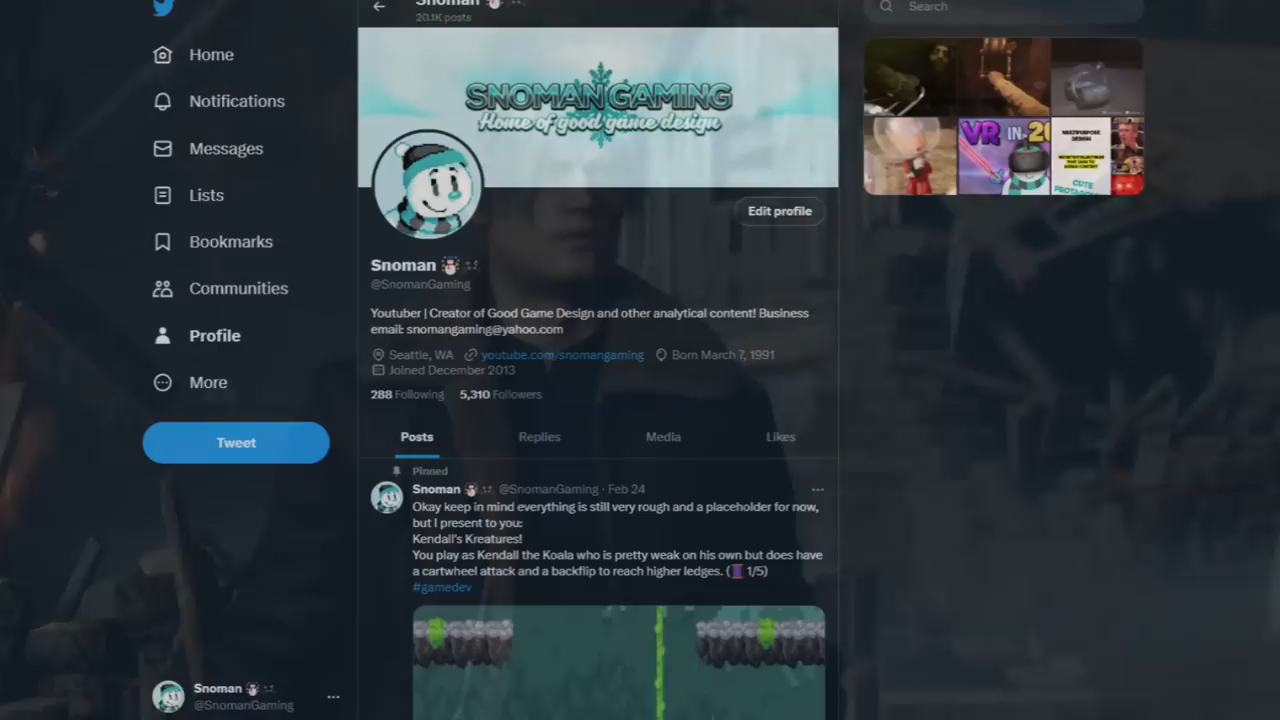 Snoman
20.1K posts
Search
Home
Notifications
Messages
Lists
Bookmarks
Communities
Profile
More
Tweet
Snoman
@SnomanGaming
SNOMAN GAMING
Home of good game design
Edit profile
Snoman
@SnomanGaming
Youtuber | Creator of Good Game Design and other analytical content! Business
email: snomangaming@yahoo.com
Seattle, WA youtube.com/snomangaming Born March 7, 1991
Joined December 2013
288 Following 5,310 Followers
Posts Replies Media Likes
Pinned
Snoman @SnomanGaming · Feb 24
Okay keep in mind everything is still very rough and a placeholder for now,
but I present to you:
Kendall's Kreatures!
You play as Kendall the Koala who is pretty weak on his own but does have
a cartwheel attack and a backflip to reach higher ledges. (🧵 1/5)
#gamedev
VR IN 20
MULTIPURPOSE
DESIGN
CUTE